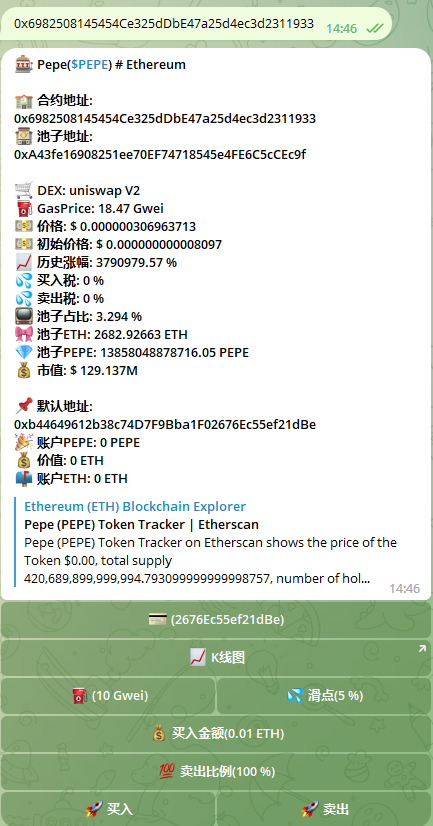 0x6982508145454Ce325dDbE47a25d4ec3d2311933
14:46
Pepe($PEPE) # Ethereum
合约地址:
0x6982508145454Ce325dDbE47a25d4ec3d2311933
池子地址:
0xA43fe16908251ee70EF74718545e4FE6C5cCEc9f
DEX: uniswap V2
GasPrice: 18.47 Gwei
价格: $ 0.000000306963713
初始价格: $ 0.000000000008097
历史涨幅: 3790979.57 %
买入税: 0 %
卖出税: 0 %
池子占比: 3.294 %
池子ETH: 2682.92663 ETH
池子PEPE: 13858048878716.05 PEPE
市值: $ 129.137M
默认地址:
0xb44649612b38c74D7F9Bba1F02676Ec55ef21dBe
账户PEPE: 0 PEPE
价值: 0 ETH
账户ETH: 0 ETH
Ethereum (ETH) Blockchain Explorer
Pepe (PEPE) Token Tracker | Etherscan
Pepe (PEPE) Token Tracker on Etherscan shows the price of the
Token $0.00, total supply
420,689,899,999,994.793099999999998757, number of hol...
14:46
(2676Ec55ef21dBe)
K线图
(10 Gwei)
滑点(5 %)
买入金额(0.01 ETH)
💯 卖出比例(100 %)
买入
卖出